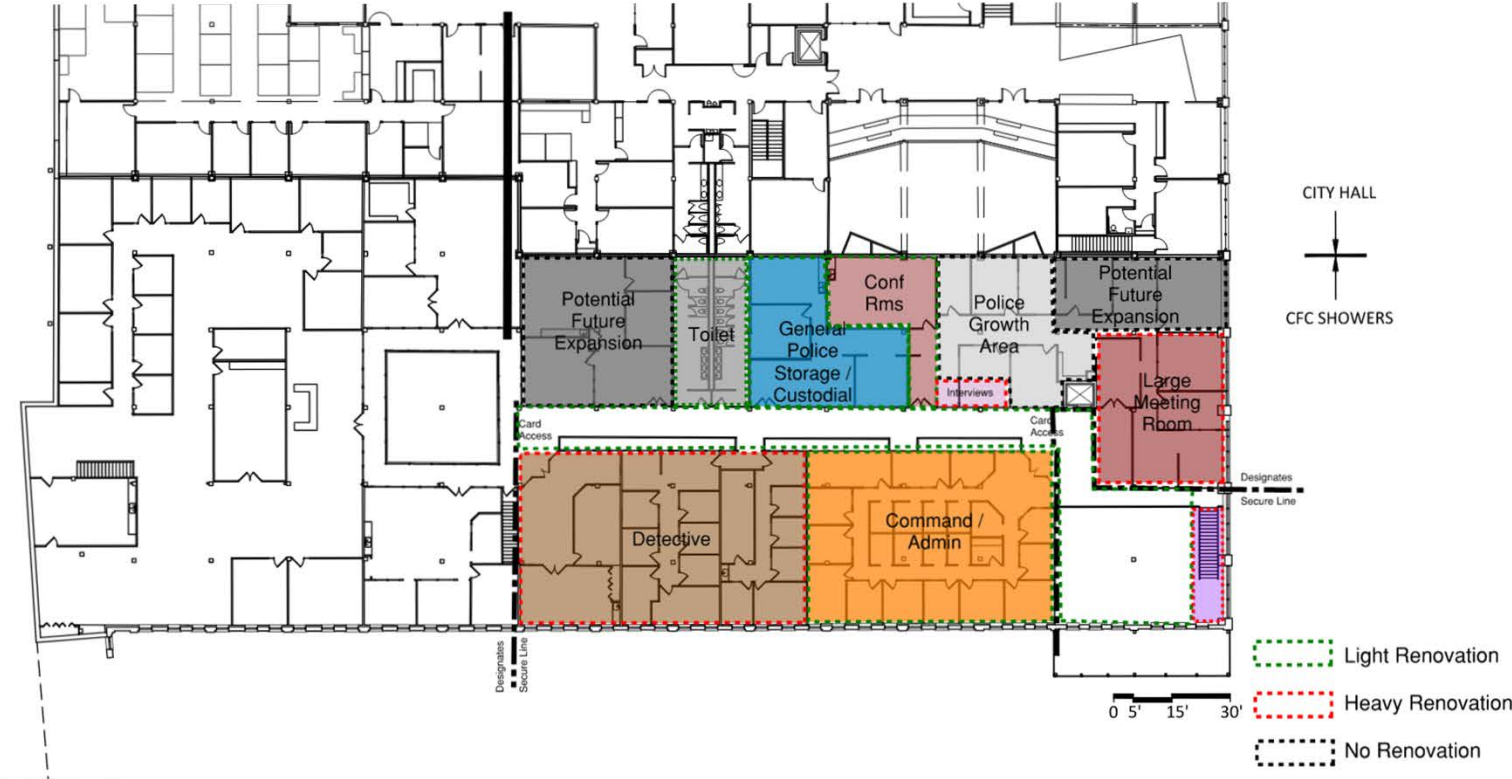 CITY HALL
CFC SHOWERS
Potential
Future
Expansion
Toilet
General
Police
Storage /
Custodial
Conf
Rms
Police
Growth
Area
Interviews
Potential
Future
Expansion
Large
Meeting
Room
Card
Access
Card
Access
Detective
Command /
Admin
Designates
Secure Line
Designates
Secure Line
0 5' 15' 30'
Light Renovation
Heavy Renovation
No Renovation